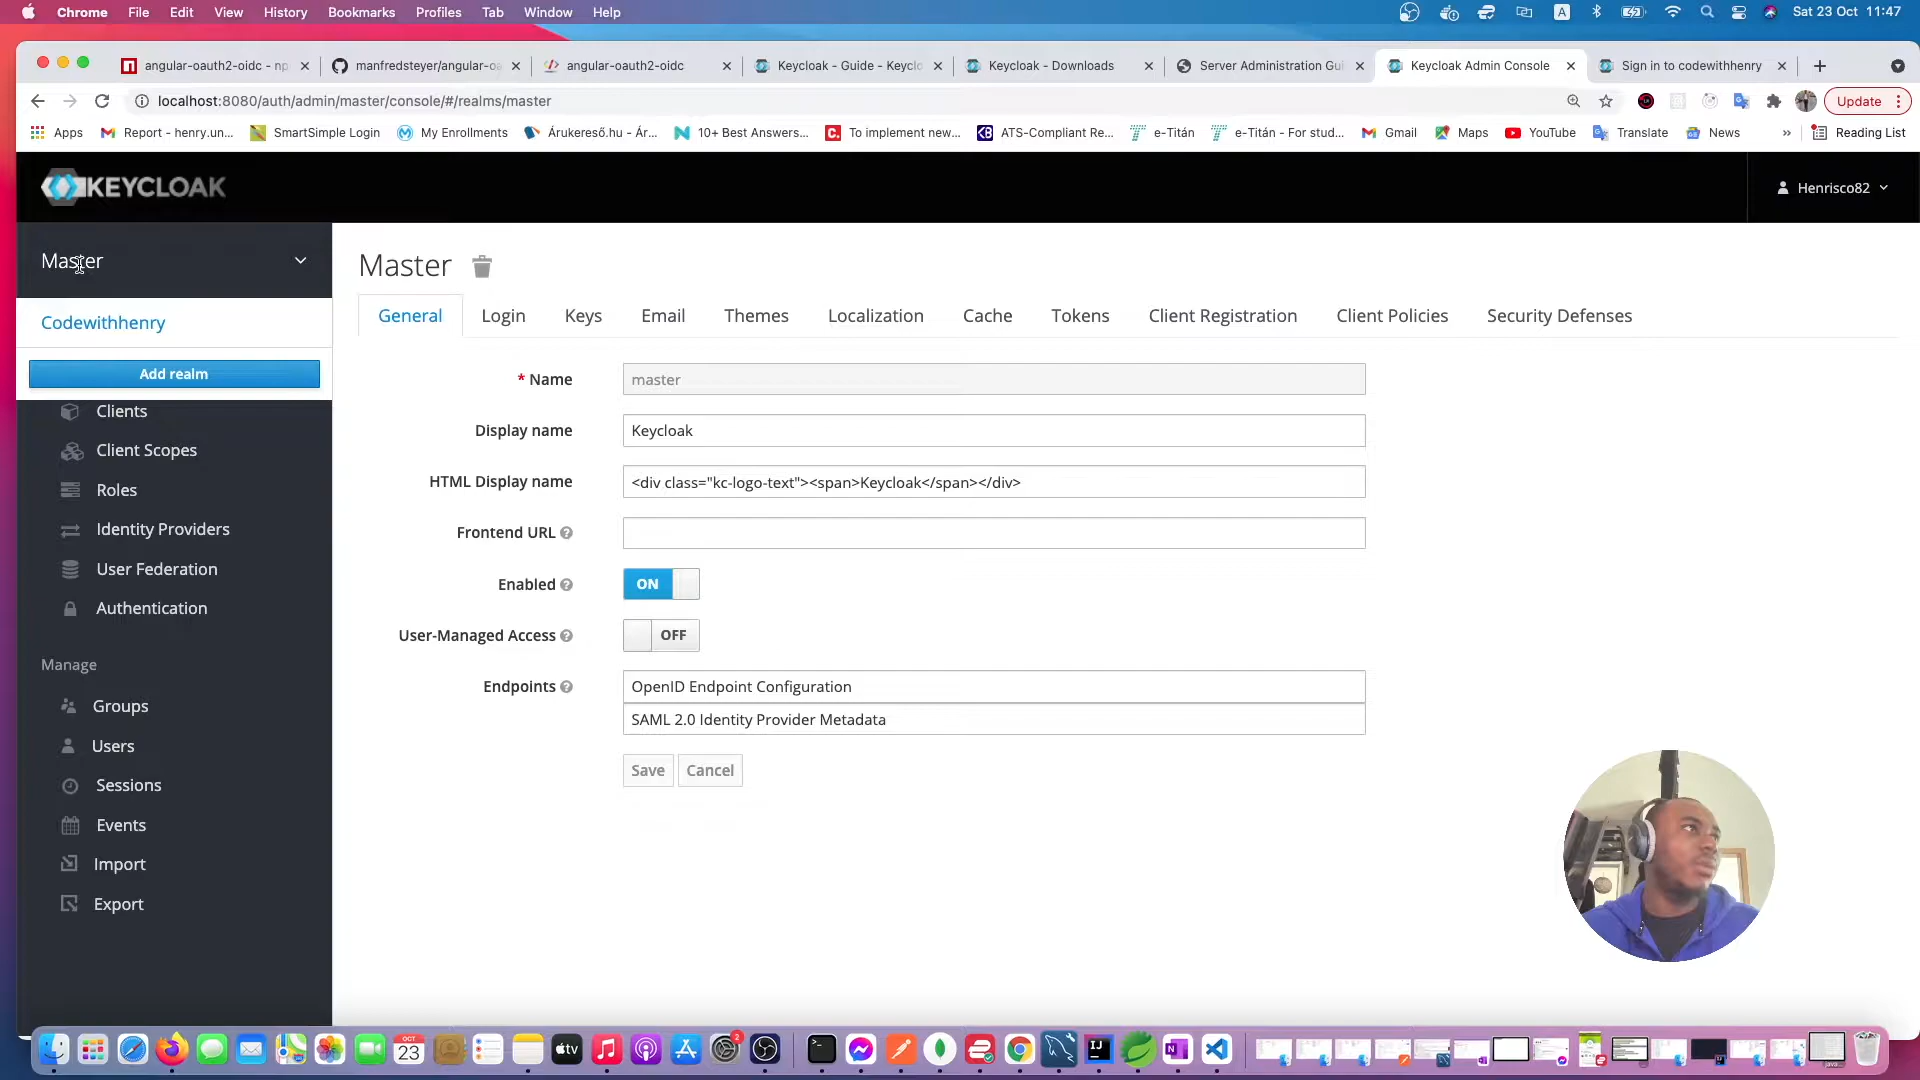 Chrome File Edit View History Bookmarks Profiles Tab Window Help A Sat 23 Oct 11:47
angular-oauth2-oidc - np manfredsteyer/angular-oa angular-oauth2-oidc Keycloak - Guide - Keyclo Keycloak - Downloads Server Administration Gui Keycloak Admin Console Sign in to codewithhenry
localhost:8080/auth/admin/master/console/#/realms/master Update
Apps Report - henry.un... SmartSimple Login My Enrollments Árukereső.hu - Ár... 10+ Best Answers... To implement new... ATS-Compliant Re... e-Titán e-Titán - For stud... Gmail Maps YouTube Translate News » Reading List
KEYCLOAK
Henrisco82
Master
Codewithhenry
Add realm
Clients
Client Scopes
Roles
Identity Providers
User Federation
Authentication
Manage
Groups
Users
Sessions
Events
Import
Export
Master
General Login Keys Email Themes Localization Cache Tokens Client Registration Client Policies Security Defenses
* Name master
Display name Keycloak
HTML Display name <div class="kc-logo-text"><span>Keycloak</span></div>
Frontend URL
Enabled ON
User-Managed Access OFF
Endpoints OpenID Endpoint Configuration
SAML 2.0 Identity Provider Metadata
Save Cancel
OCT
23
tv
2
IJ
N